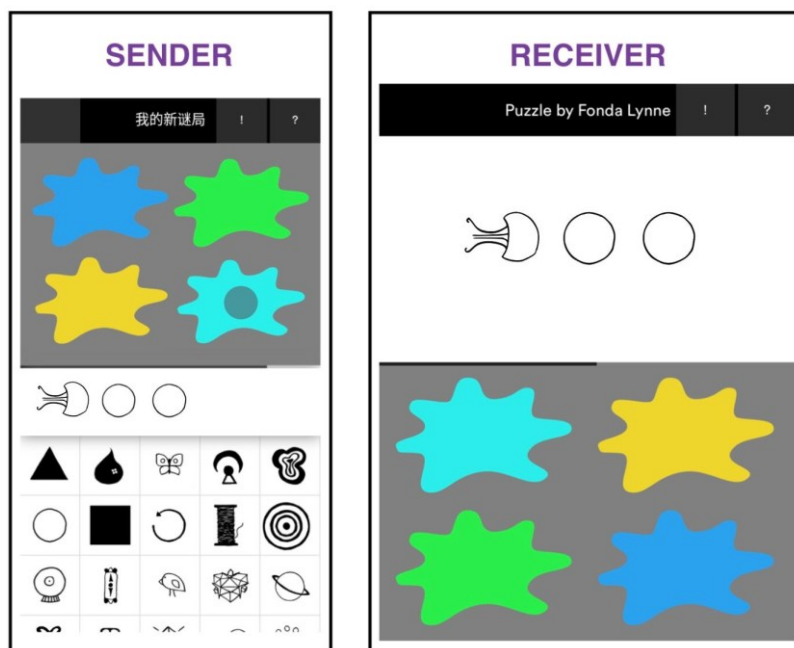 SENDER
我的新谜局 ! ?
RECEIVER
Puzzle by Fonda Lynne ! ?